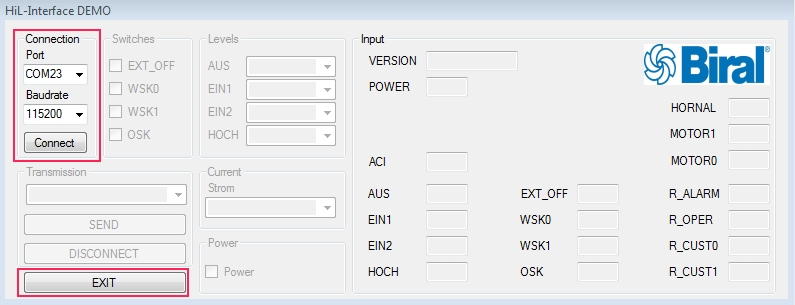 HiL-Interface DEMO
Connection
Port
COM23
Baudrate
115200
Connect
Switches
EXT_OFF
WSK0
WSK1
OSK
Levels
AUS
EIN1
EIN2
HOCH
Transmission
SEND
DISCONNECT
EXIT
Current
Strom
Power
Power
Input
VERSION
POWER
Biral
HORNAL
MOTOR1
ACI
MOTOR0
AUS
EXT_OFF
R_ALARM
EIN1
WSK0
R_OPER
EIN2
WSK1
R_CUST0
HOCH
OSK
R_CUST1